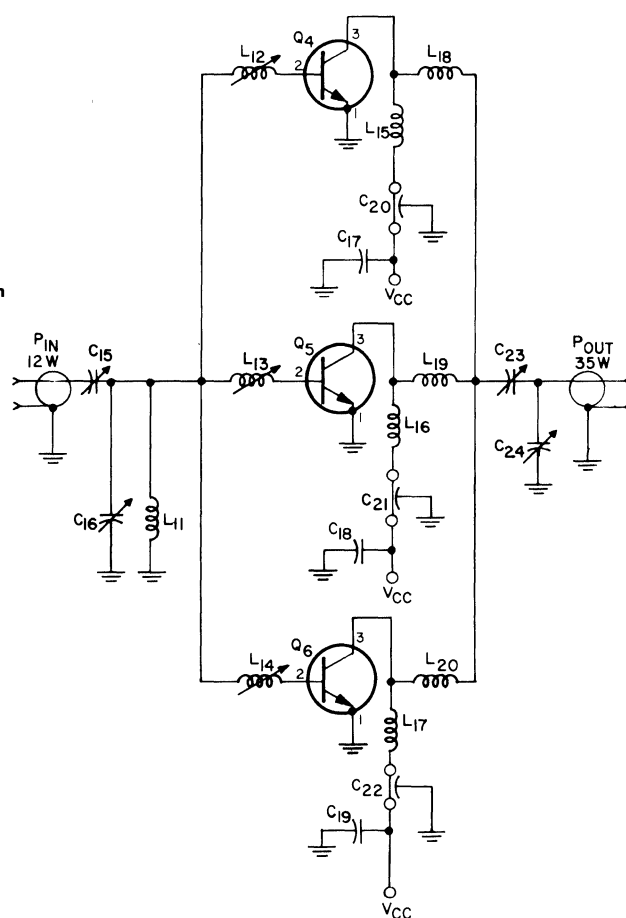 3
Q4
L12
L18
2
1
L15
C20
C17
VCC
n
PIN
12W
C15
3
Q5
L13
L19
C23
POUT
35W
2
1
L16
C24
C16
L11
C21
C18
VCC
3
Q6
L14
L20
2
1
L17
C22
C19
VCC